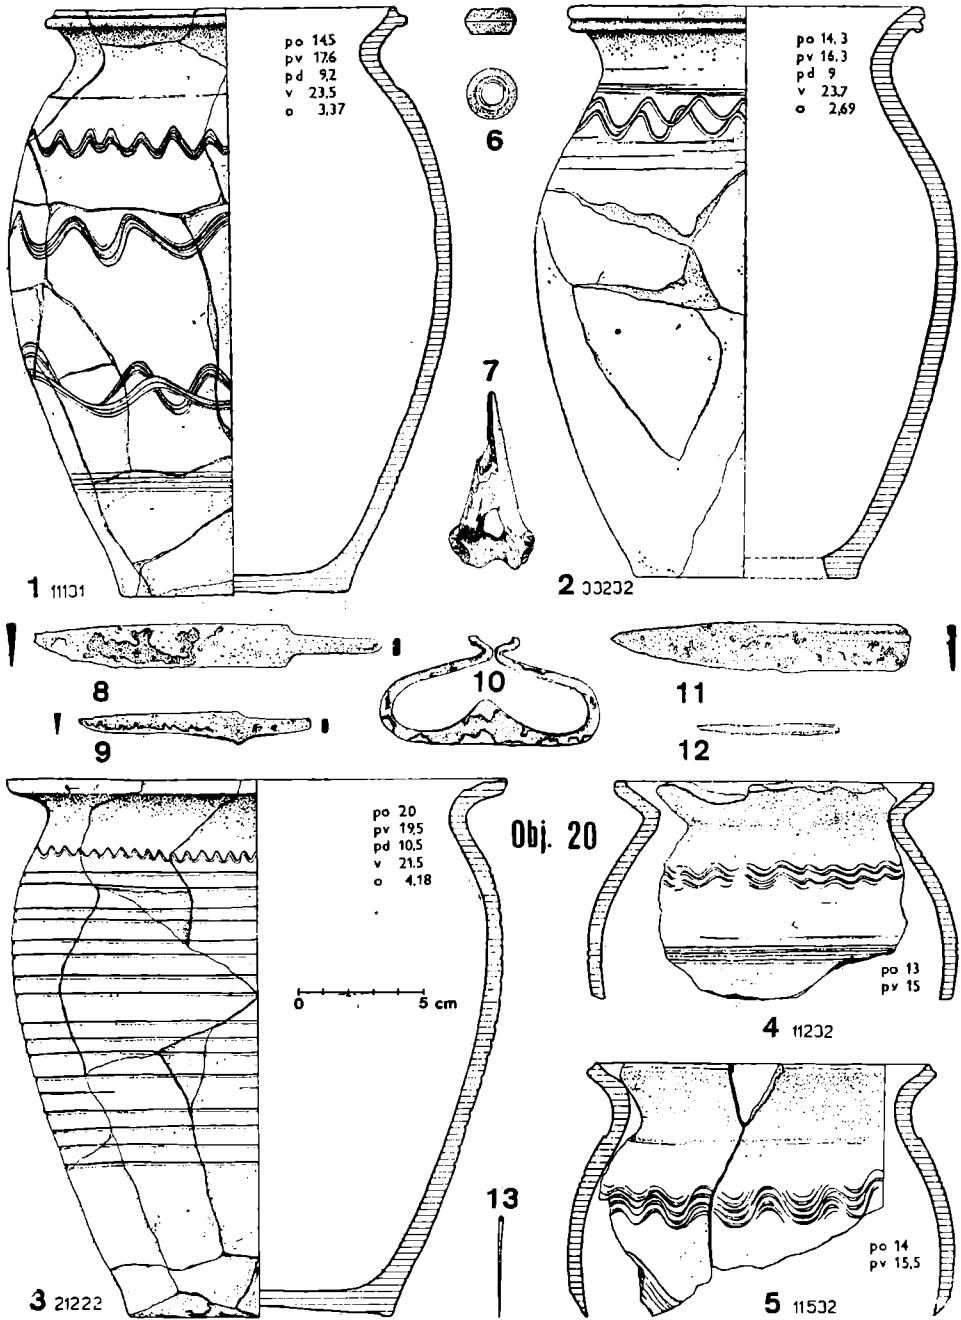 po 14,5
pv 17,6
pd 9,2
v 23,5
o 3,37
6
po 14,3
pv 16,3
pd 9
v 23,7
o 2,69
7
1 11131
2 33232
8
9
10
11
12
po 20
pv 19,5
pd 10,5
v 21,5
o 4,18
Obj. 20
0 5 cm
po 13
pv 15
4 11232
13
po 14
pv 15,5
3 21222
5 11532